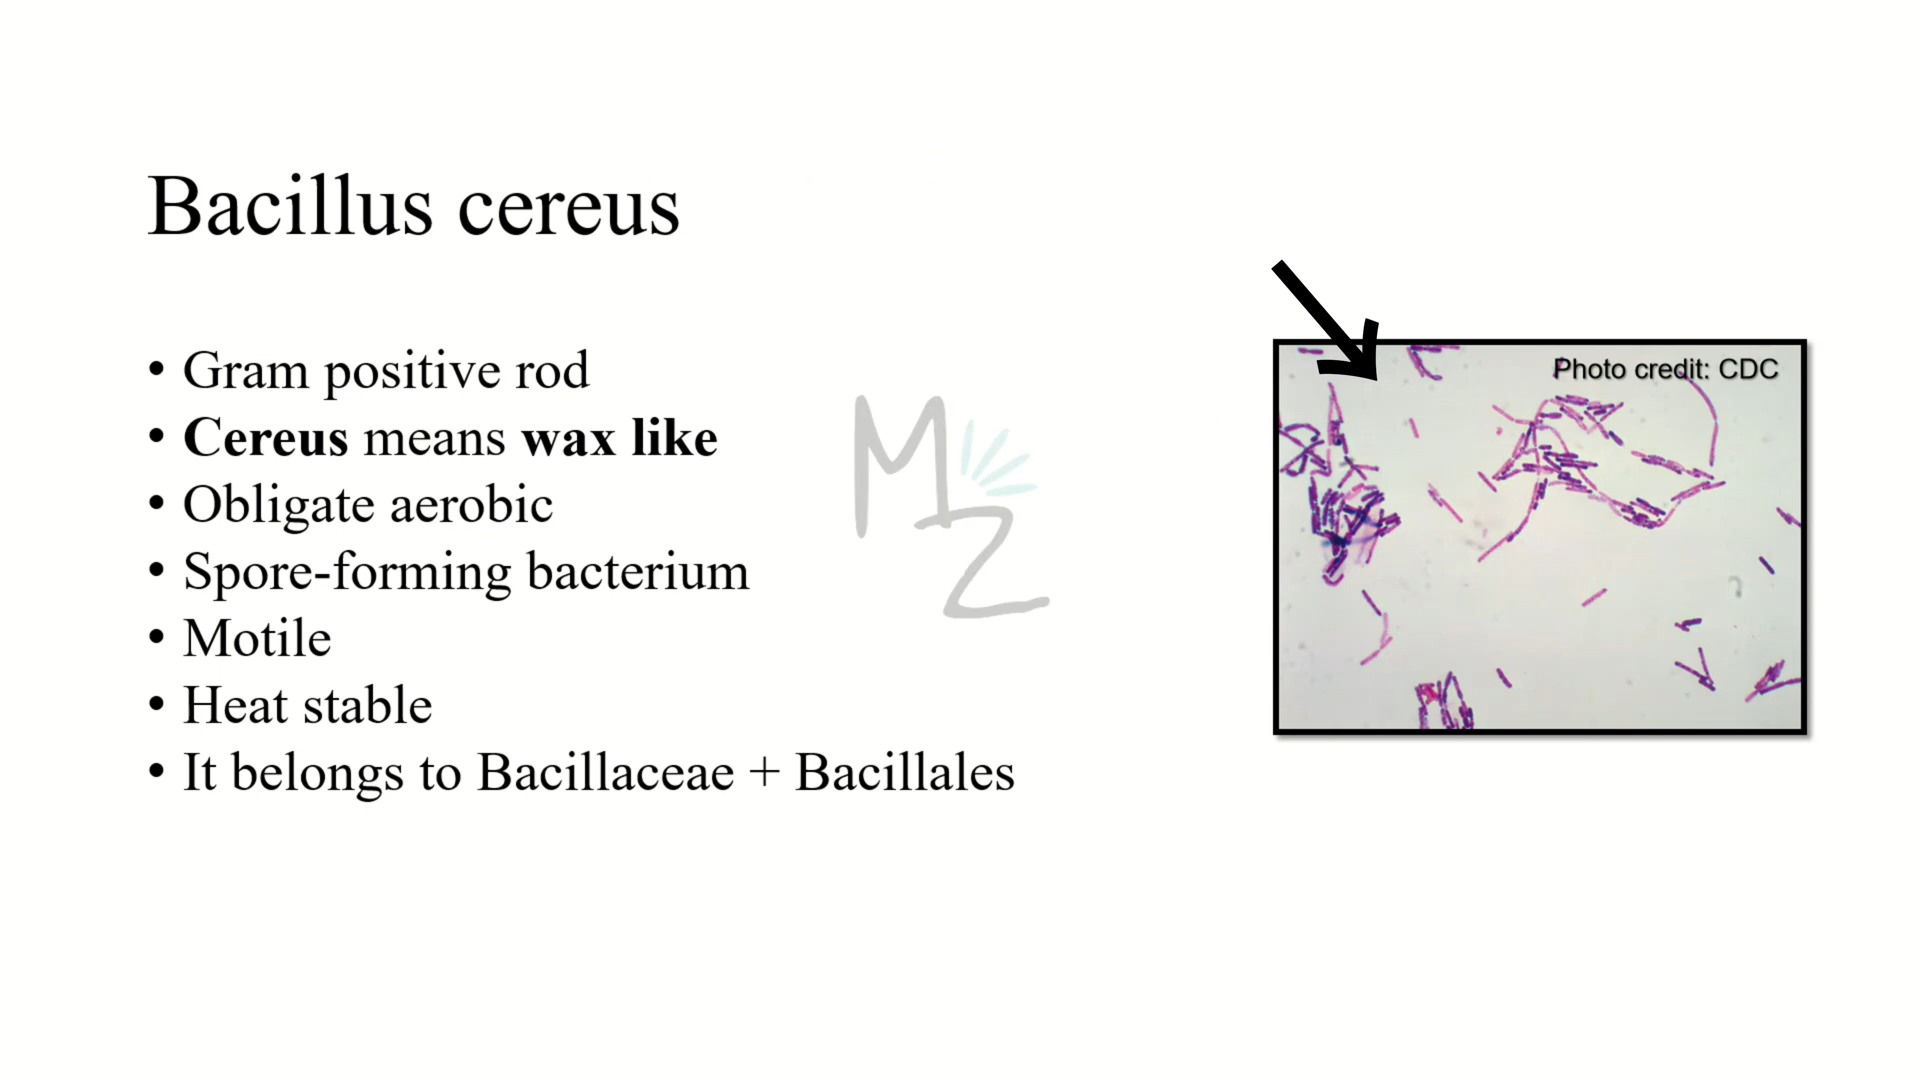 Bacillus cereus
• Gram positive rod
• Cereus means wax like
• Obligate aerobic
• Spore-forming bacterium
• Motile
• Heat stable
• It belongs to Bacillaceae + Bacillales
MZ
Photo credit: CDC